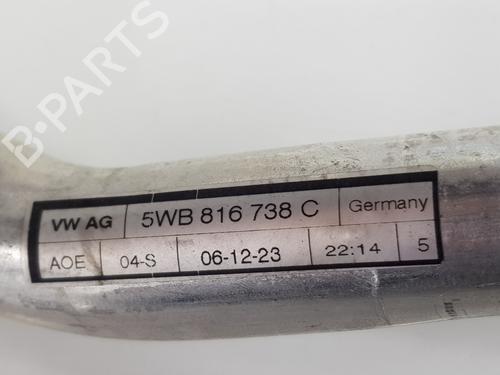 B-PARTS
VW AG 5WB 816 738 C Germany
AOE 04-S 06-12-23 22:14 5